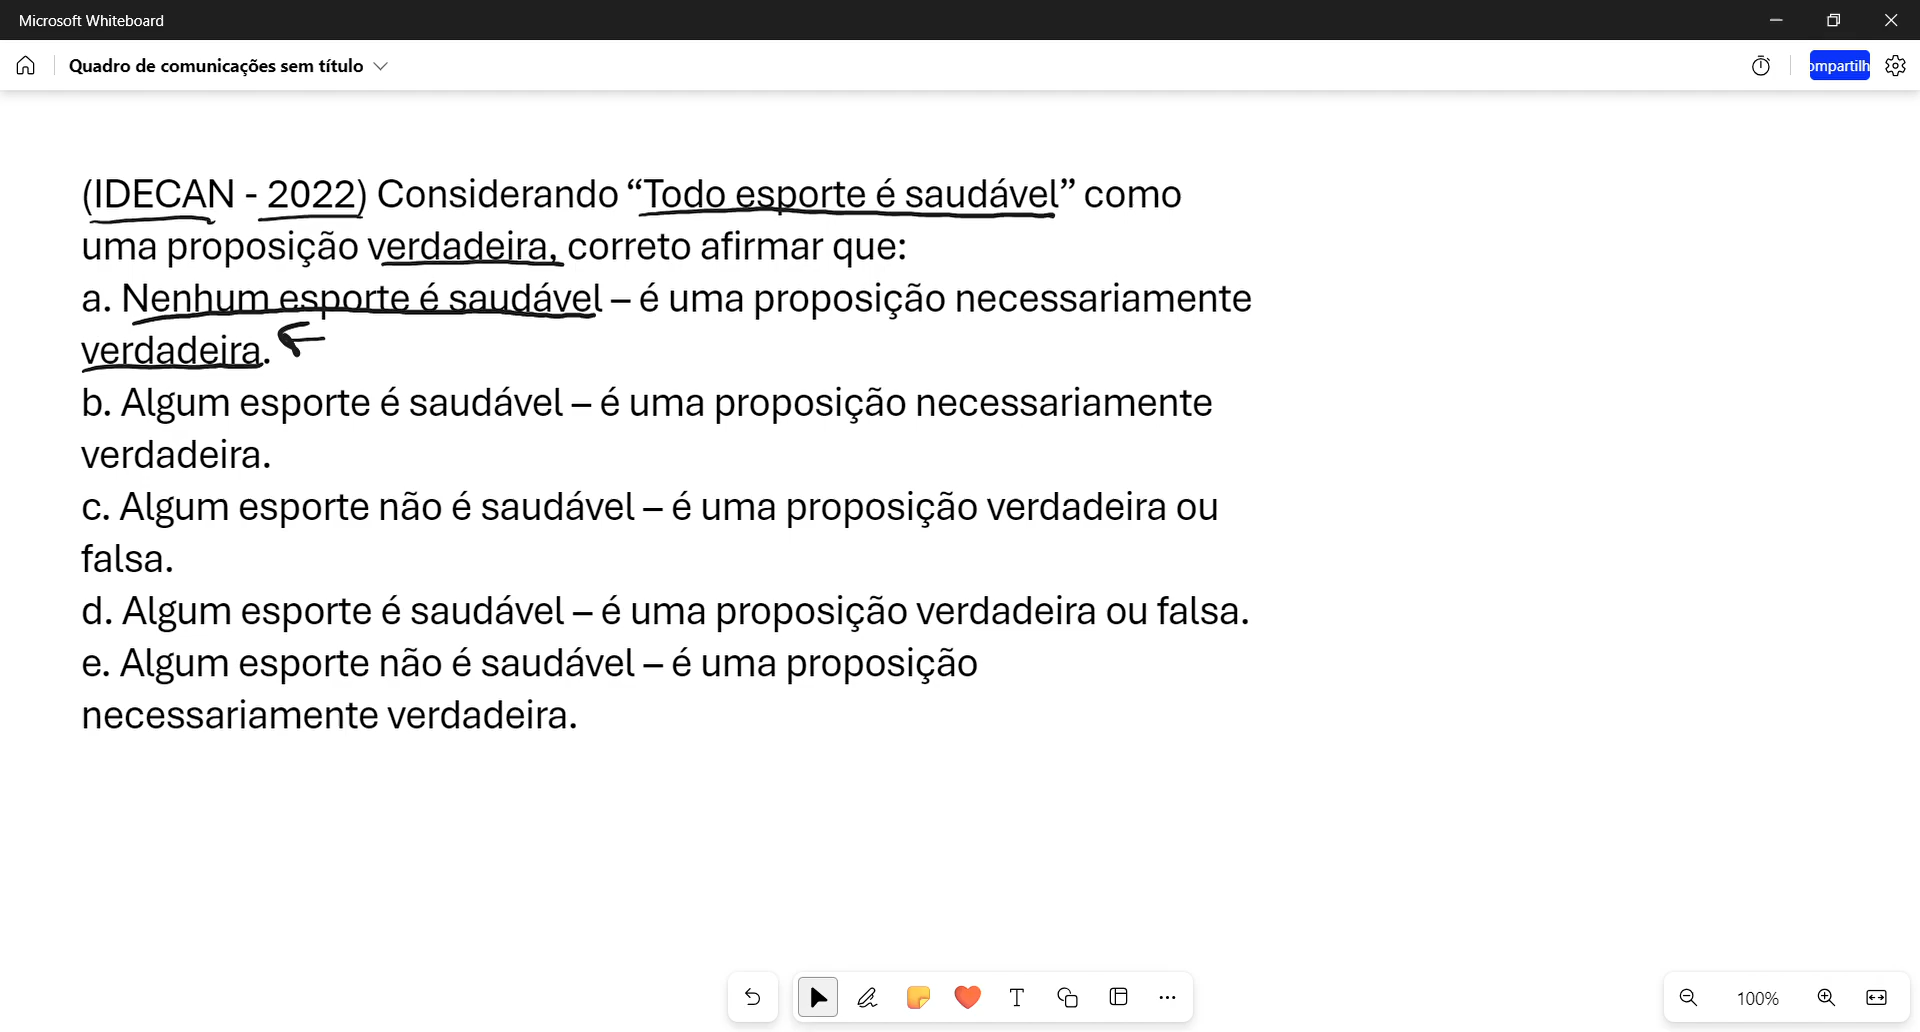 Microsoft Whiteboard
Quadro de comunicações sem título
ompartilh
(IDECAN - 2022) Considerando “Todo esporte é saudável” como
uma proposição verdadeira, correto afirmar que:
a. Nenhum esporte é saudável – é uma proposição necessariamente
verdadeira.
b. Algum esporte é saudável – é uma proposição necessariamente
verdadeira.
c. Algum esporte não é saudável – é uma proposição verdadeira ou
falsa.
d. Algum esporte é saudável – é uma proposição verdadeira ou falsa.
e. Algum esporte não é saudável – é uma proposição
necessariamente verdadeira.
100%